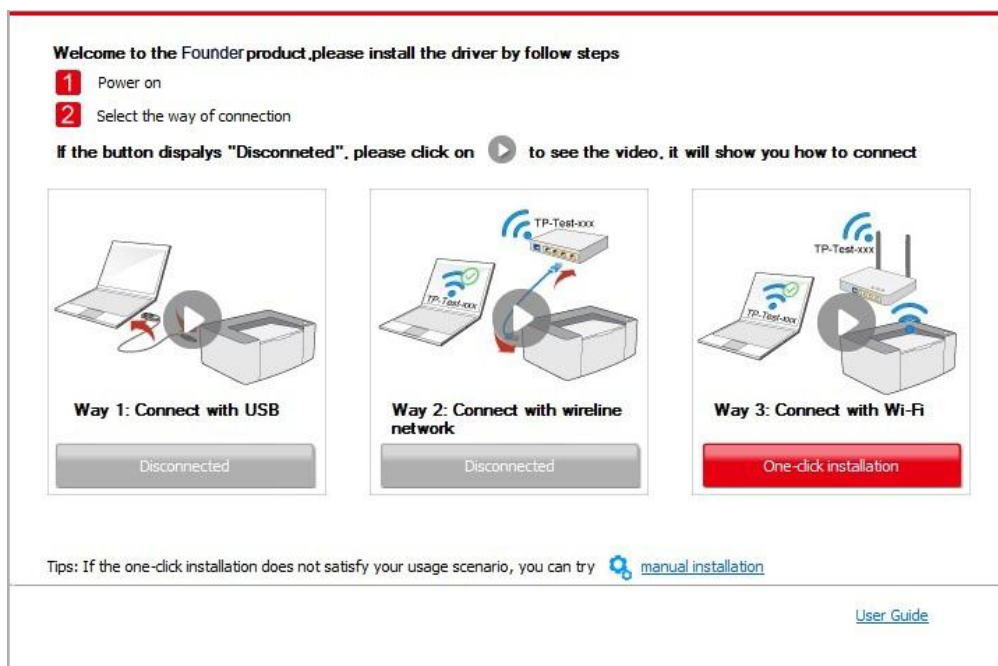 Welcome to the Founder product,please install the driver by follow steps
1 Power on
2 Select the way of connection
If the button dispalys "Disconneted", please click on to see the video, it will show you how to connect
TP-Test-xxx
TP-Test-xxx
TP-Test-xxx
TP-Test-xxx
Way 1: Connect with USB
Disconnected
Way 2: Connect with wireline
network
Disconnected
Way 3: Connect with Wi-Fi
One-click installation
Tips: If the one-click installation does not satisfy your usage scenario, you can try manual installation
User Guide